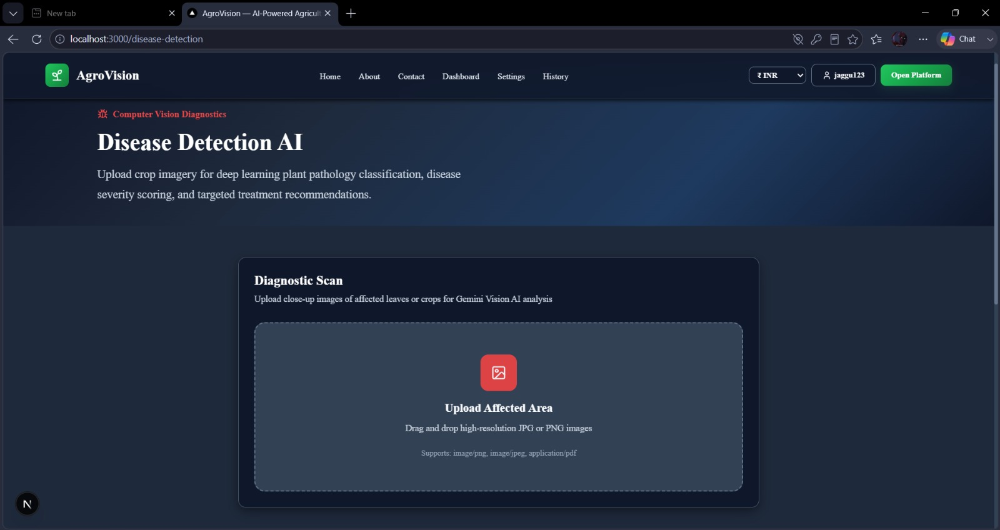 New tab
AgroVision — AI-Powered Agricult
localhost:3000/disease-detection
Chat
AgroVision
Home
About
Contact
Dashboard
Settings
History
₹ INR
jaggu123
Open Platform
Computer Vision Diagnostics
Disease Detection AI
Upload crop imagery for deep learning plant pathology classification, disease
severity scoring, and targeted treatment recommendations.
Diagnostic Scan
Upload close-up images of affected leaves or crops for Gemini Vision AI analysis
Upload Affected Area
Drag and drop high-resolution JPG or PNG images
Supports: image/png, image/jpeg, application/pdf
N